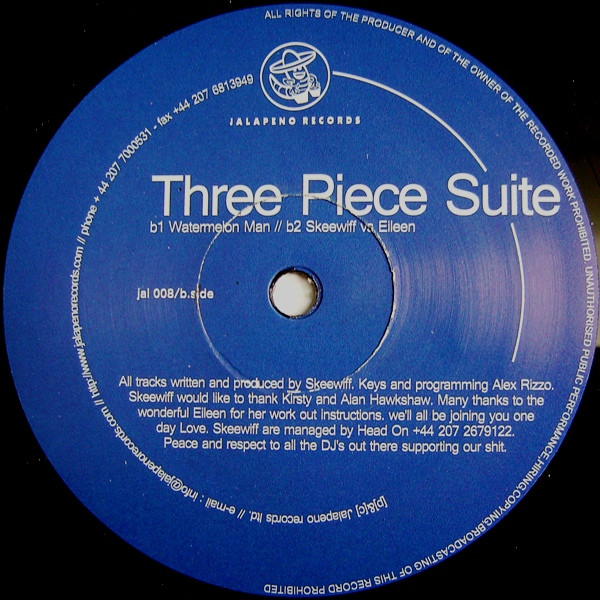 ALL RIGHTS OF THE PRODUCER AND OF THE OWNER OF THE RECORDED WORK PROHIBITED. UNAUTHORISED PUBLIC PERFORMANCE.HIRING.COPYING.BROADCASTING OF THIS RECORD PROHIBITED
JALAPENO RECORDS
Three Piece Suite
b1 Watermelon Man // b2 Skeewiff vs Eileen
jal 008/b.side
All tracks written and produced by Skeewiff. Keys and programming Alex Rizzo.
Skeewiff would like to thank Kirsty and Alan Hawkshaw. Many thanks to the
wonderful Eileen for her work out instructions. we'll all be joining you one
day Love. Skeewiff are managed by Head On +44 207 2679122.
Peace and respect to all the DJ's out there supporting our shit.
[p]&[c] Jalapeno records ltd. // e-mail : info@jalapenorecords.com // http://www.jalapenorecords.com // phone + 44 207 7000531 - fax +44 207 6813949